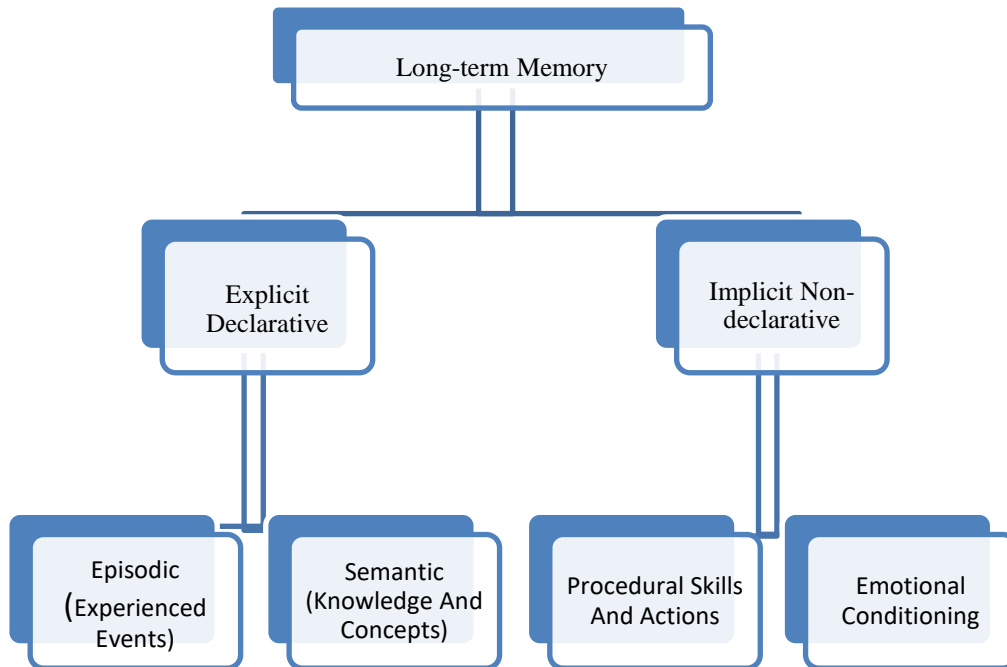 Long-term Memory
Explicit
Declarative
Implicit Non-
declarative
Episodic
(Experienced
Events)
Semantic
(Knowledge And
Concepts)
Procedural Skills
And Actions
Emotional
Conditioning